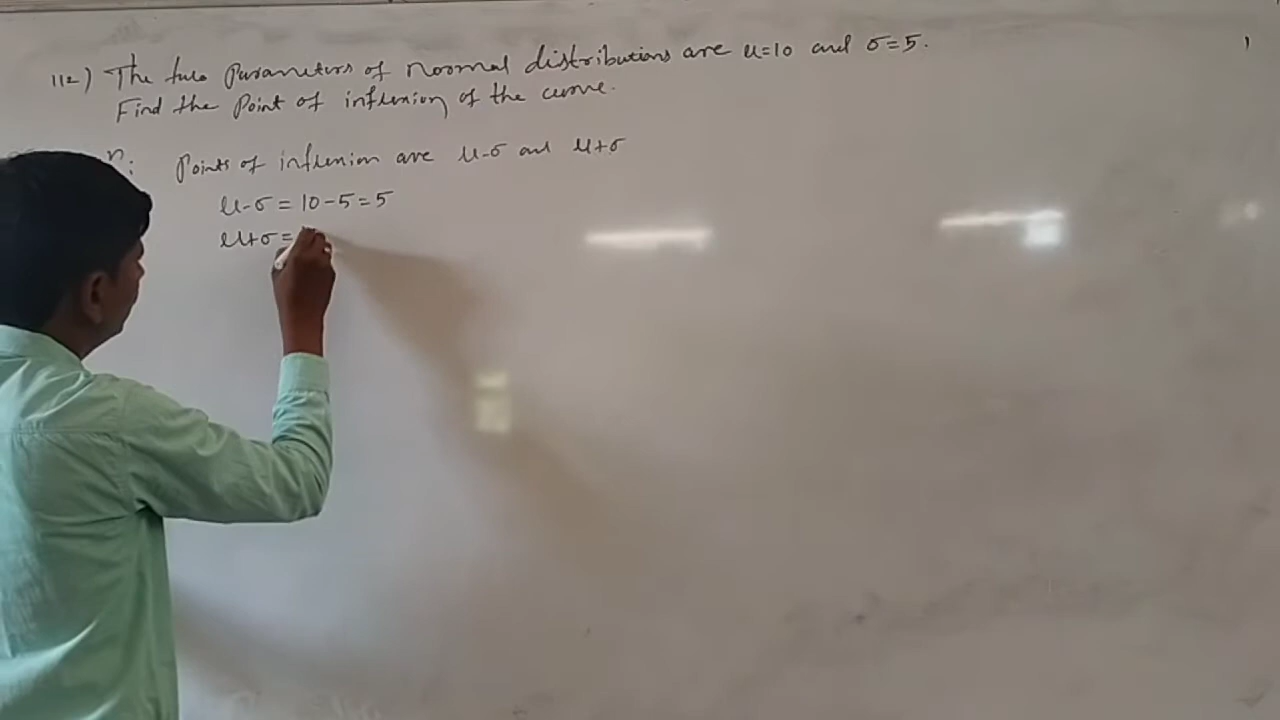 112) The two parameters of normal distributions are μ=10 and σ=5.
Find the point of inflexion of the curve.
n: Points of inflexion are μ-σ and μ+σ
μ-σ = 10-5=5
μ+σ=